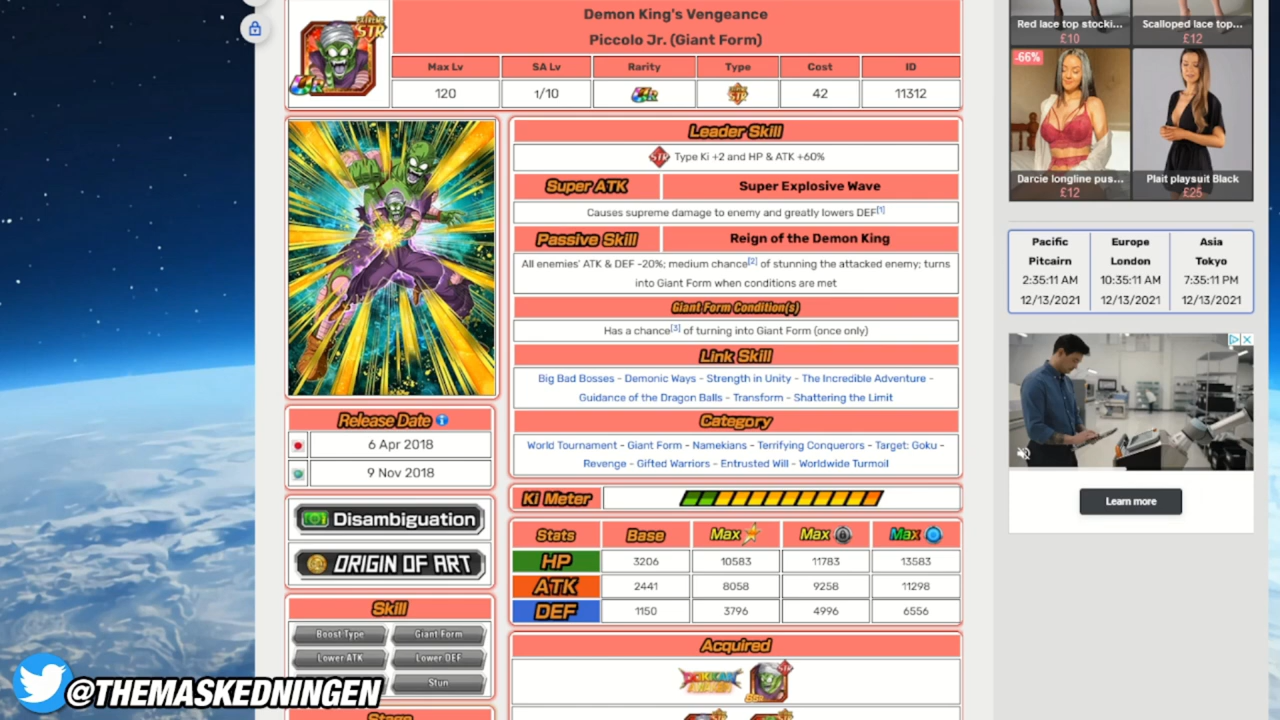 Demon King's Vengeance
Piccolo Jr. (Giant Form)
EXTREME
STR
UR
Max Lv
SA Lv
Rarity
Type
Cost
ID
120
1/10
UR
STR
42
11312
Leader Skill
STR Type Ki +2 and HP & ATK +60%
Super ATK
Super Explosive Wave
Causes supreme damage to enemy and greatly lowers DEF[1]
Passive Skill
Reign of the Demon King
All enemies' ATK & DEF -20%; medium chance[2] of stunning the attacked enemy; turns
into Giant Form when conditions are met
Giant Form Condition(s)
Has a chance[3] of turning into Giant Form (once only)
Link Skill
Big Bad Bosses - Demonic Ways - Strength in Unity - The Incredible Adventure -
Guidance of the Dragon Balls - Transform - Shattering the Limit
Category
World Tournament - Giant Form - Namekians - Terrifying Conquerors - Target: Goku -
Revenge - Gifted Warriors - Entrusted Will - Worldwide Turmoil
Ki Meter
Stats
Base
Max
Max
Max
HP
3206
10583
11783
13583
ATK
2441
8058
9258
11298
DEF
1150
3796
4996
6556
Acquired
DOKKAN
Release Date
6 Apr 2018
9 Nov 2018
Disambiguation
ORIGIN OF ART
Skill
Boost Type
Giant Form
Lower ATK
Lower DEF
Stun
Stage
@THEMASKEDNINGEN
Red lace top stocki...
£10
Scalloped lace top...
£12
-66%
Darcie longline pus...
£12
Plait playsuit Black
£25
Pacific
Pitcairn
2:35:11 AM
12/13/2021
Europe
London
10:35:11 AM
12/13/2021
Asia
Tokyo
7:35:11 PM
12/13/2021
Learn more